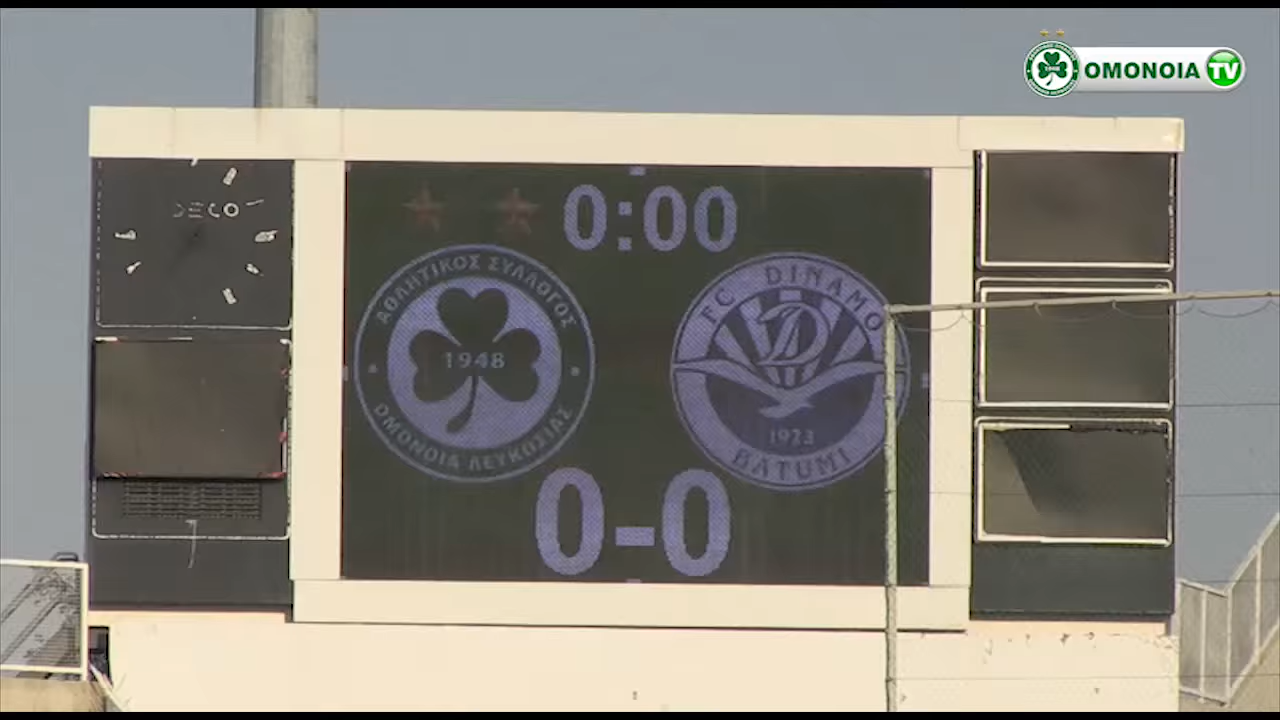 OMONOIA TV
DECO
0:00
ΑΘΛΗΤΙΚΟΣ ΣΥΛΛΟΓΟΣ
1948
ΟΜΟΝΟΙΑ ΛΕΥΚΩΣΙΑΣ
FC DINAMO
1923
BATUMI
0-0